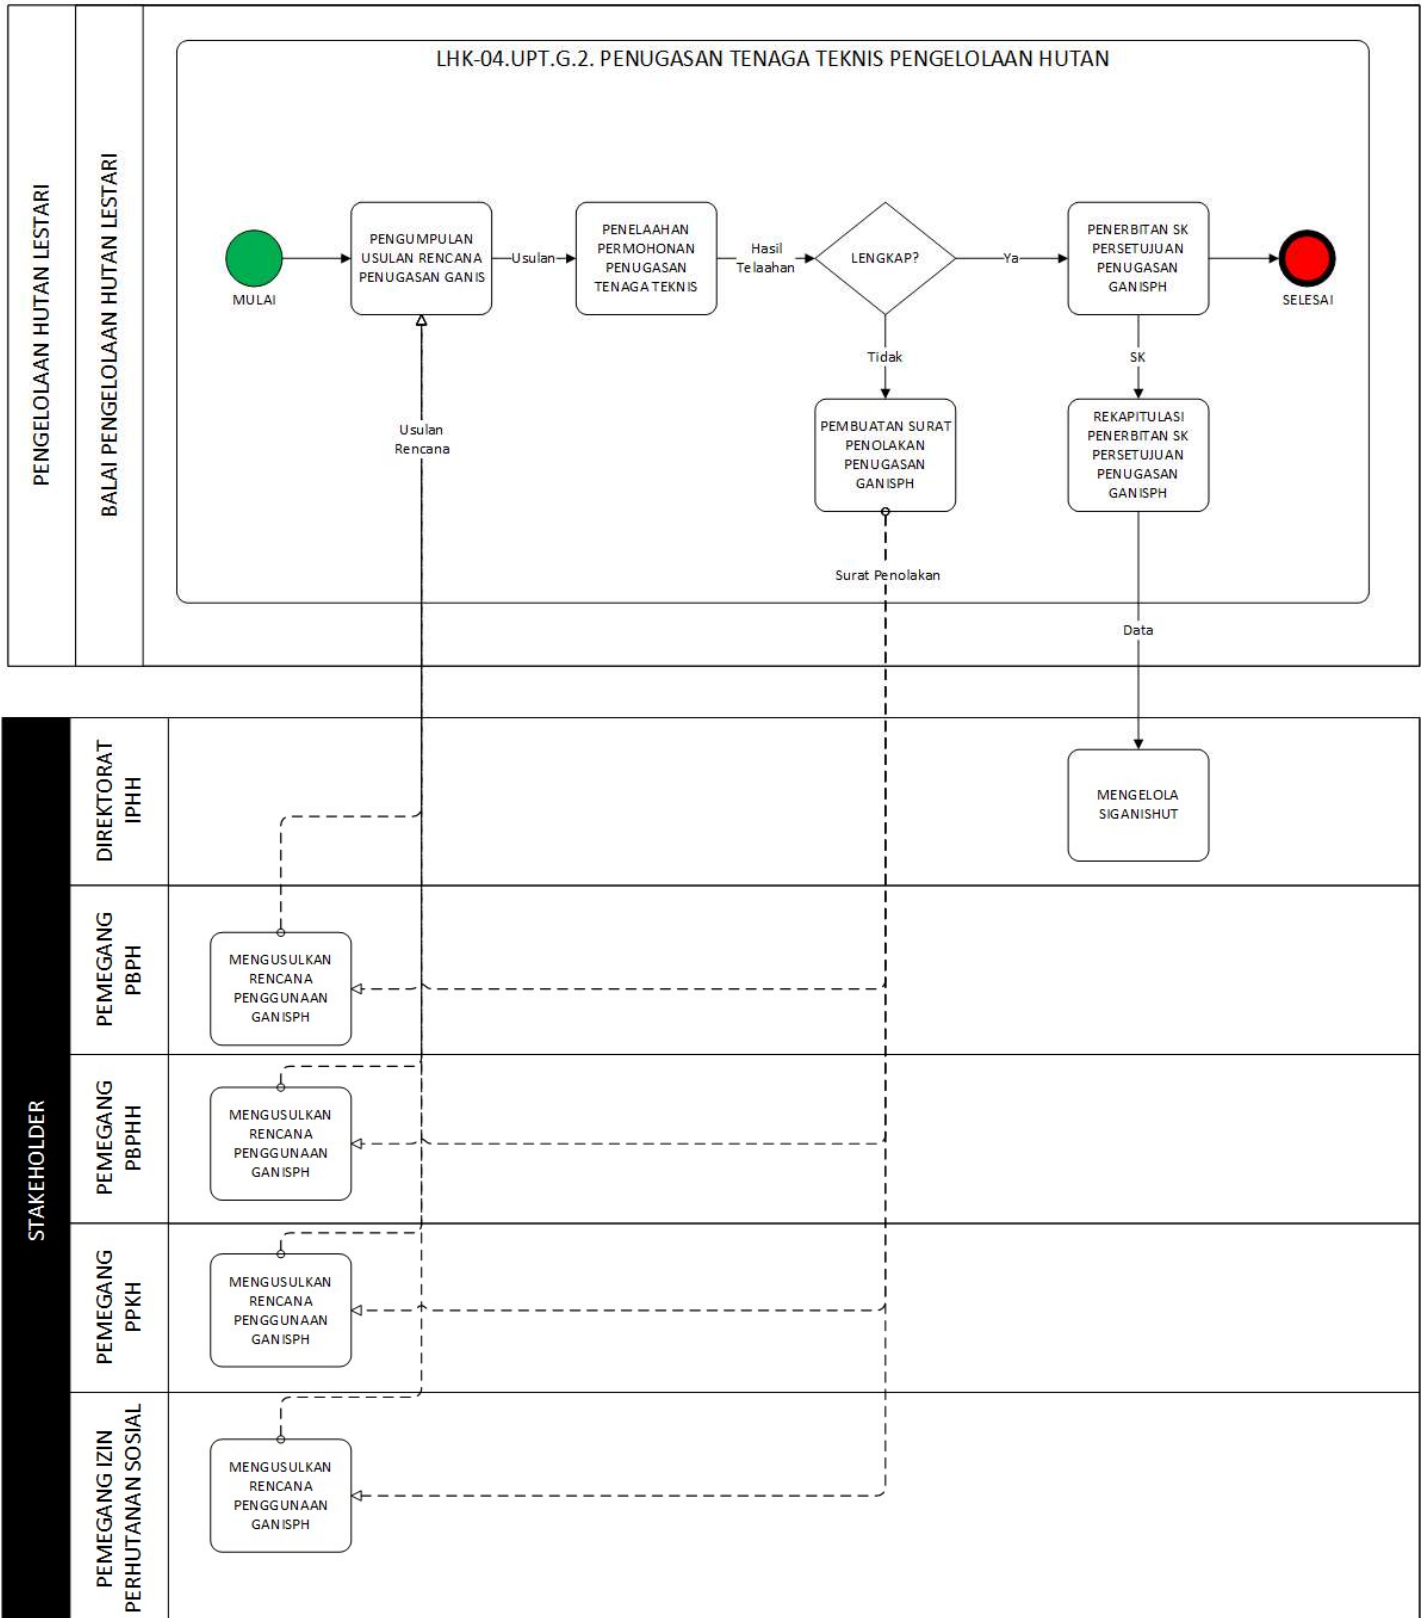 LHK-04.UPT.G.2. PENUGASAN TENAGA TEKNIS PENGELOLAAN HUTAN
PENGELOLAAN HUTAN LESTARI
BALAI PENGELOLAAN HUTAN LESTARI
MULAI
PENGUMPULAN
USULAN RENCANA
PENUGASAN GANIS
Usulan
PENELAAHAN
PERMOHONAN
PENUGASAN
TENAGA TEKNIS
Hasil
Telaahan
LENGKAP?
Ya
PENERBITAN SK
PERSETUJUAN
PENUGASAN
GANISPH
SELESAI
Tidak
SK
PEMBUATAN SURAT
PENOLAKAN
PENUGASAN
GANISPH
REKAPITULASI
PENERBITAN SK
PERSETUJUAN
PENUGASAN
GANISPH
Usulan
Rencana
Surat Penolakan
Data
STAKEHOLDER
DIREKTORAT
IPHH
MENGELOLA
SIGANISHUT
PEMEGANG
PBPH
MENGUSULKAN
RENCANA
PENGGUNAAN
GANISPH
PEMEGANG
PBPHH
MENGUSULKAN
RENCANA
PENGGUNAAN
GANISPH
PEMEGANG
PPKH
MENGUSULKAN
RENCANA
PENGGUNAAN
GANISPH
PEMEGANG IZIN
PERHUTANAN SOSIAL
MENGUSULKAN
RENCANA
PENGGUNAAN
GANISPH